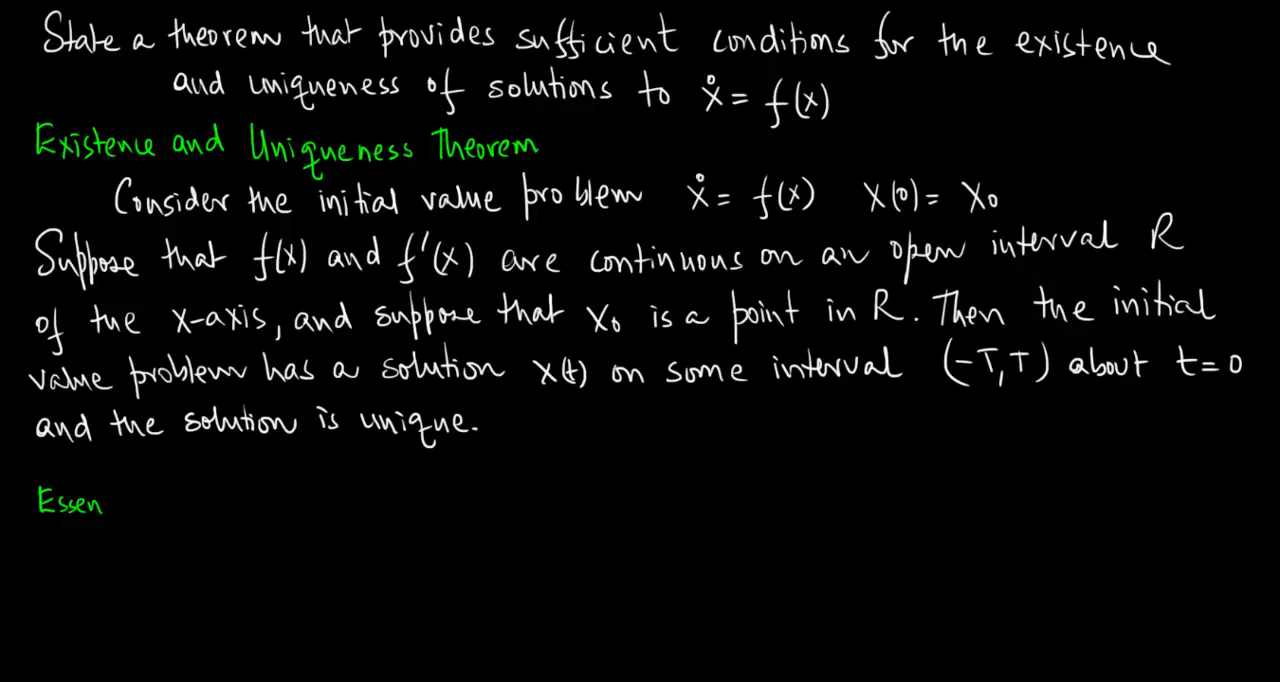 State a theorem that provides sufficient conditions for the existence
and uniqueness of solutions to ẋ = f(x)
Existence and Uniqueness Theorem
Consider the initial value problem ẋ = f(x) x(0) = x₀
Suppose that f(x) and f'(x) are continuous on an open interval R
of the x-axis, and suppose that x₀ is a point in R. Then the initial
value problem has a solution x(t) on some interval (-T,T) about t=0
and the solution is unique.
Essen